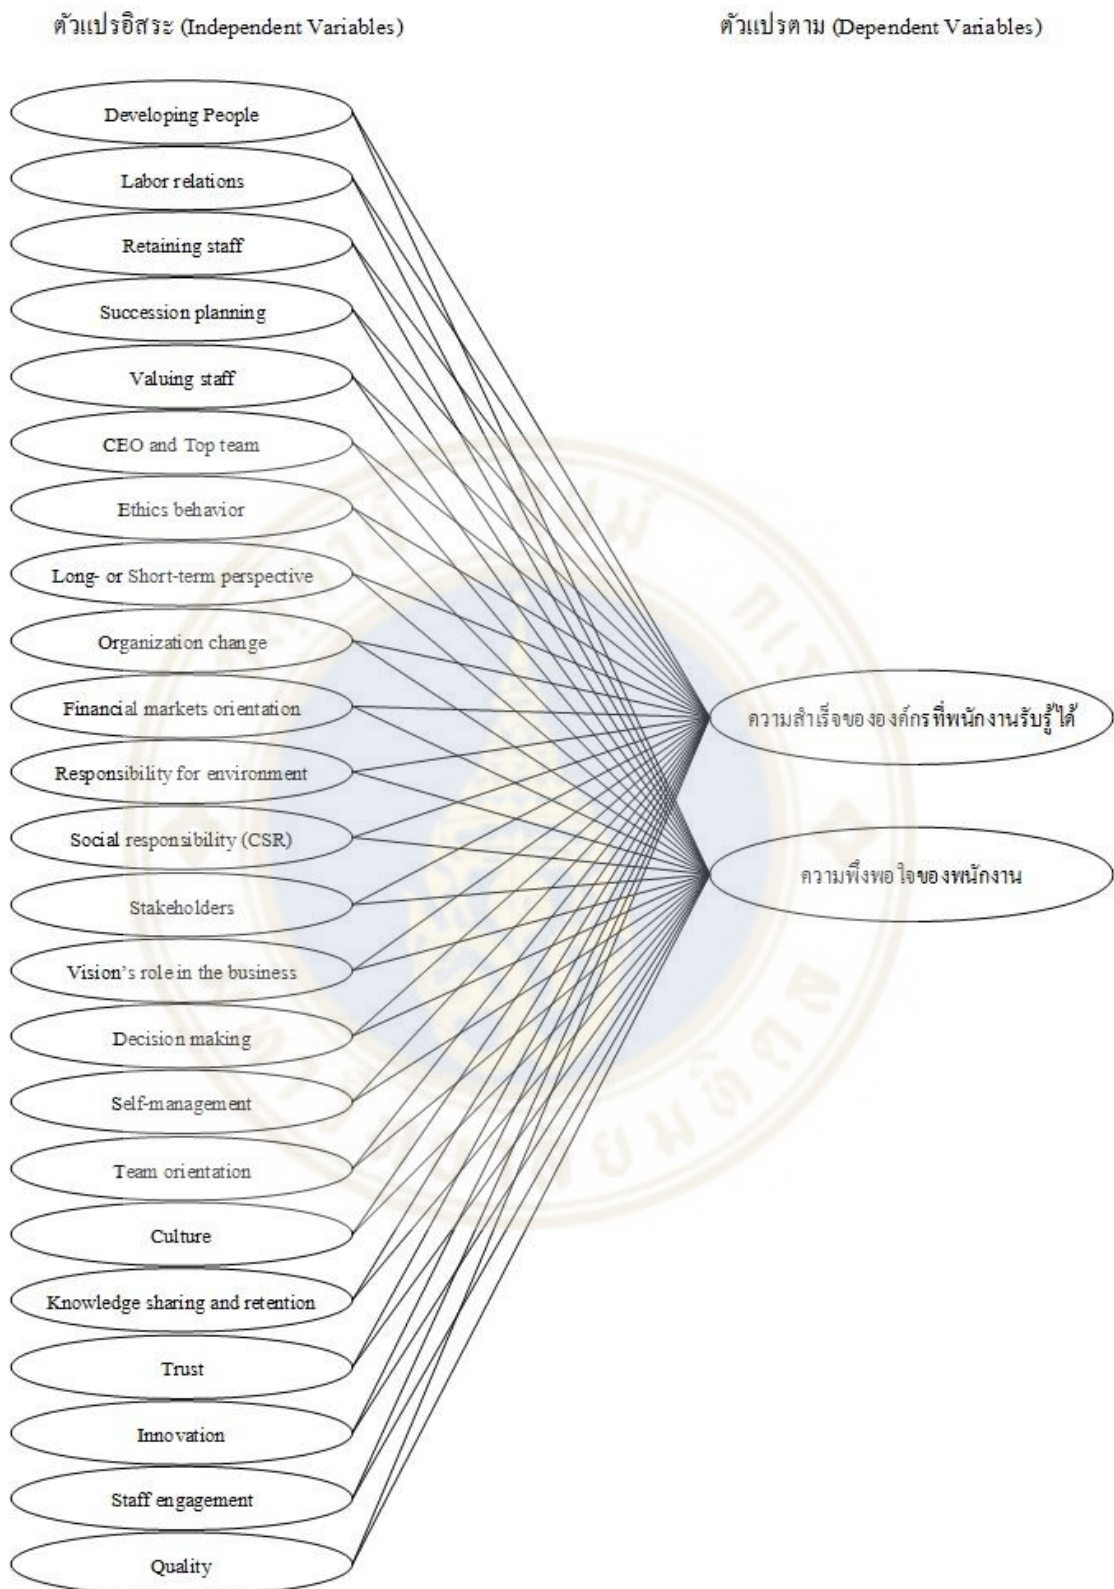 ตัวแปรอิสระ (Independent Variables)
ตัวแปรตาม (Dependent Variables)
Developing People
Labor relations
Retaining staff
Succession planning
Valuing staff
CEO and Top team
Ethics behavior
Long- or Short-term perspective
Organization change
Financial markets orientation
Responsibility for environment
Social responsibility (CSR)
Stakeholders
Vision's role in the business
Decision making
Self-management
Team orientation
Culture
Knowledge sharing and retention
Trust
Innovation
Staff engagement
Quality
ความสำเร็จขององค์กรที่พนักงานรับรู้ได้
ความพึงพอใจของพนักงาน